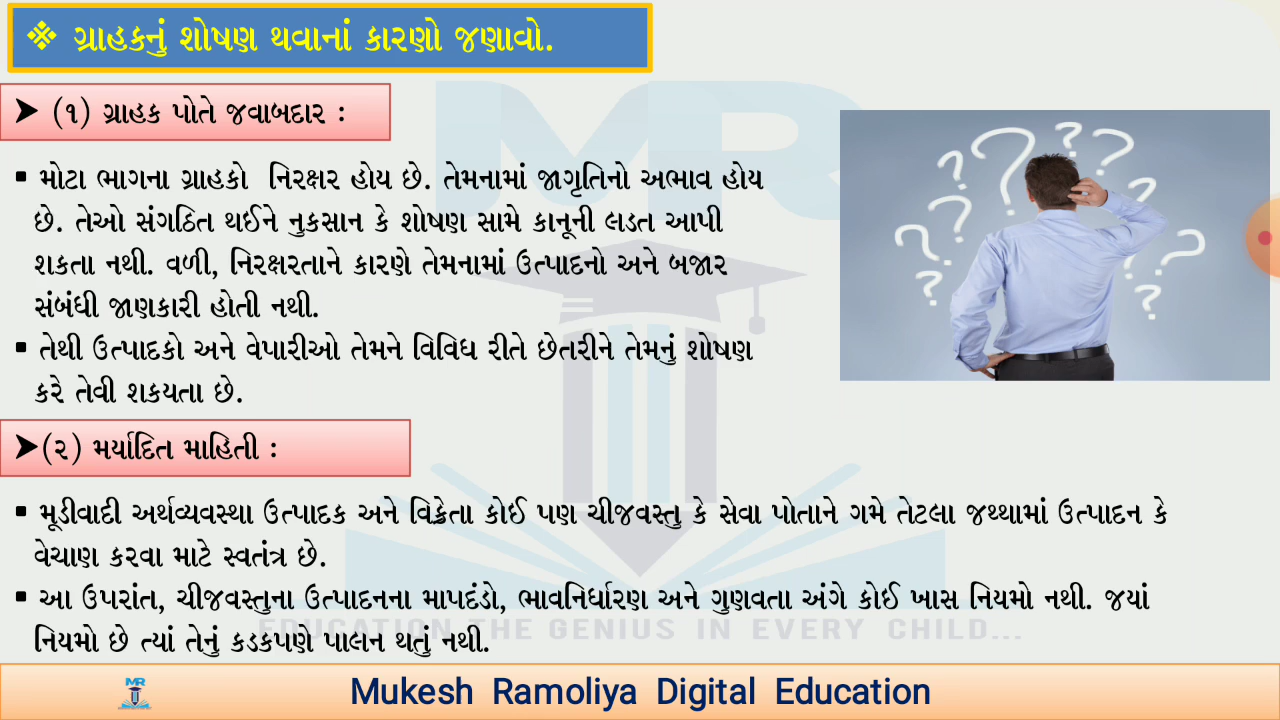 ❖ ગ્રાહકનું શોષણ થવાનાં કારણો જણાવો.
➤ (૧) ગ્રાહક પોતે જવાબદાર :
▪ મોટા ભાગના ગ્રાહકો નિરક્ષર હોય છે. તેમનામાં જાગૃતિનો અભાવ હોય
છે. તેઓ સંગઠિત થઈને નુકસાન કે શોષણ સામે કાનૂની લડત આપી
શકતા નથી. વળી, નિરક્ષરતાને કારણે તેમનામાં ઉત્પાદનો અને બજાર
સંબંધી જાણકારી હોતી નથી.
▪ તેથી ઉત્પાદકો અને વેપારીઓ તેમને વિવિધ રીતે છેતરીને તેમનું શોષણ
કરે તેવી શકયતા છે.
➤(૨) મર્યાદિત માહિતી :
▪ મૂડીવાદી અર્થવ્યવસ્થા ઉત્પાદક અને વિક્રેતા કોઈ પણ ચીજવસ્તુ કે સેવા પોતાને ગમે તેટલા જથ્થામાં ઉત્પાદન કે
વેચાણ કરવા માટે સ્વતંત્ર છે.
▪ આ ઉપરાંત, ચીજવસ્તુના ઉત્પાદનના માપદંડો, ભાવનિર્ધારણ અને ગુણવતા અંગે કોઈ ખાસ નિયમો નથી. જયાં
નિયમો છે ત્યાં તેનું કડકપણે પાલન થતું નથી.
MR
EDUCATION THE GENIUS IN EVERY CHILD...
MR
Mukesh Ramoliya Digital Education